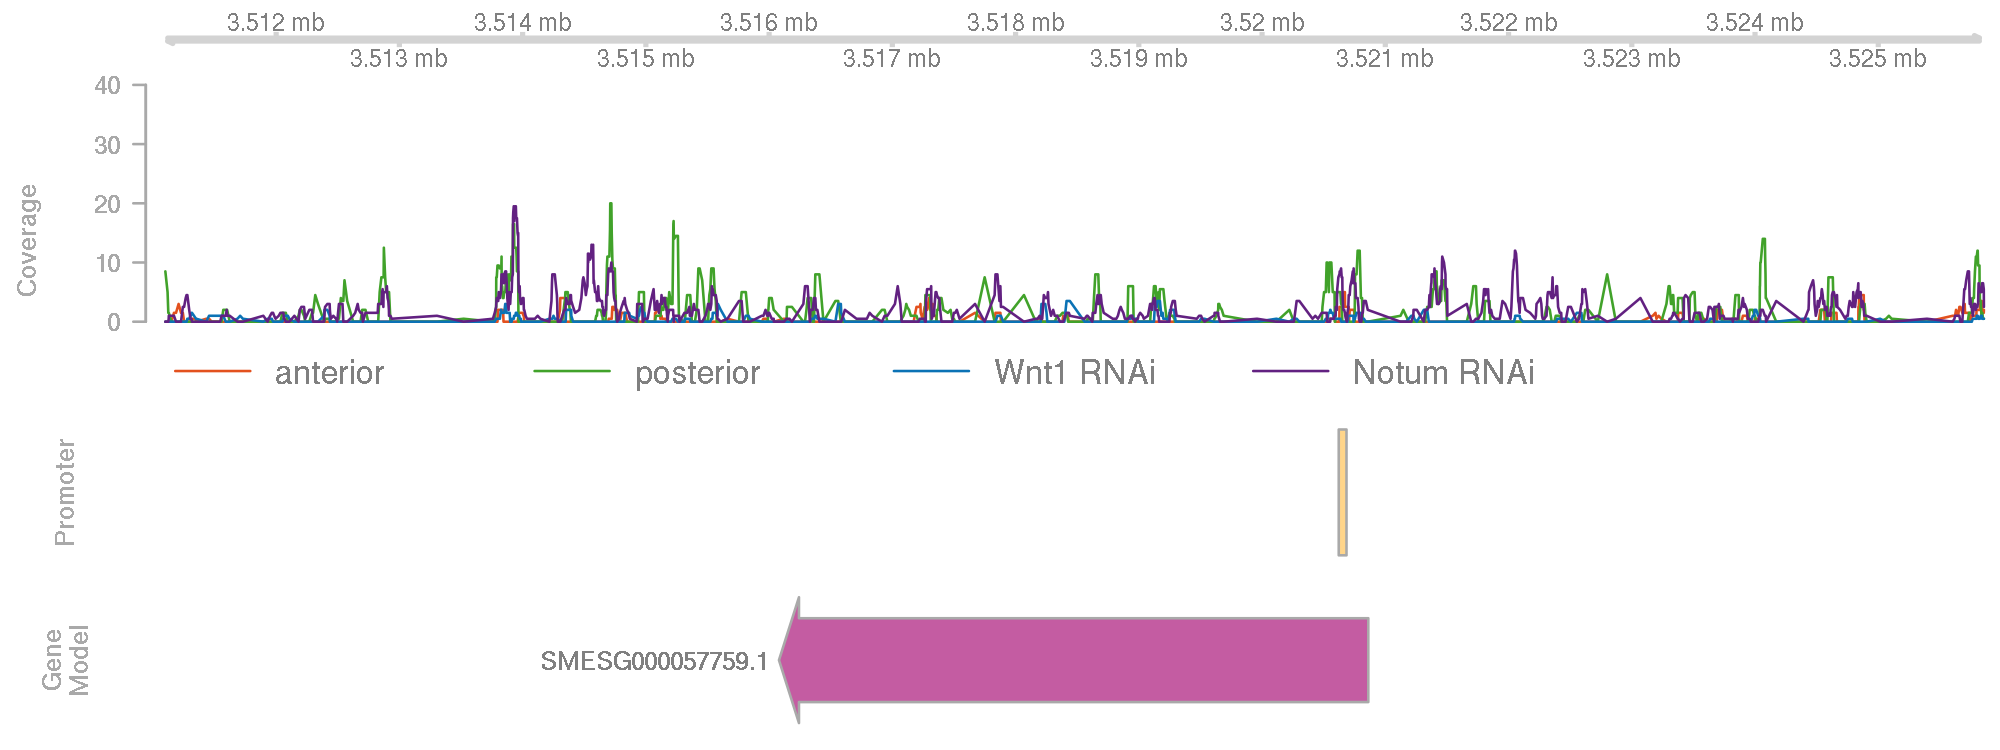 3.512 mb 3.514 mb 3.516 mb 3.518 mb 3.52 mb 3.522 mb 3.524 mb
3.513 mb 3.515 mb 3.517 mb 3.519 mb 3.521 mb 3.523 mb 3.525 mb
40
30
20
10
0
Coverage
anterior posterior Wnt1 RNAi Notum RNAi
Promoter
0
Gene
Model
SMESG000057759.1